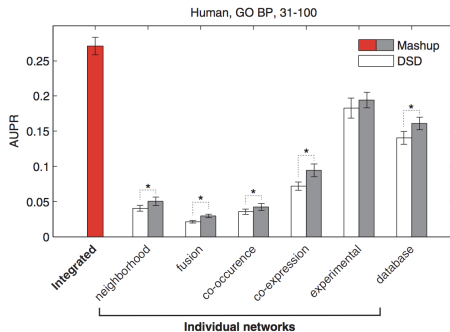 Human, GO BP, 31-100
Mashup
DSD
AUPR
0.25
0.2
0.15
0.1
0.05
0
*
*
*
*
*
Integrated
neighborhood
fusion
co-occurence
co-expression
experimental
database
Individual networks